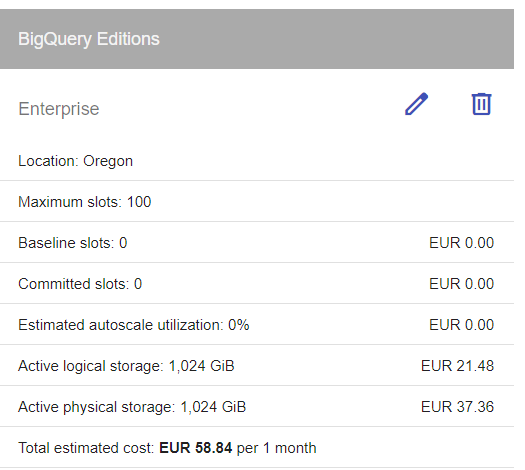 BigQuery Editions
Enterprise
Location: Oregon
Maximum slots: 100
Baseline slots: 0 EUR 0.00
Committed slots: 0 EUR 0.00
Estimated autoscale utilization: 0% EUR 0.00
Active logical storage: 1,024 GiB EUR 21.48
Active physical storage: 1,024 GiB EUR 37.36
Total estimated cost: EUR 58.84 per 1 month